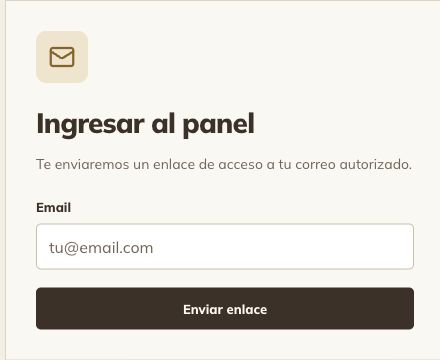 Ingresar al panel
Te enviaremos un enlace de acceso a tu correo autorizado.
Email
tu@email.com
Enviar enlace